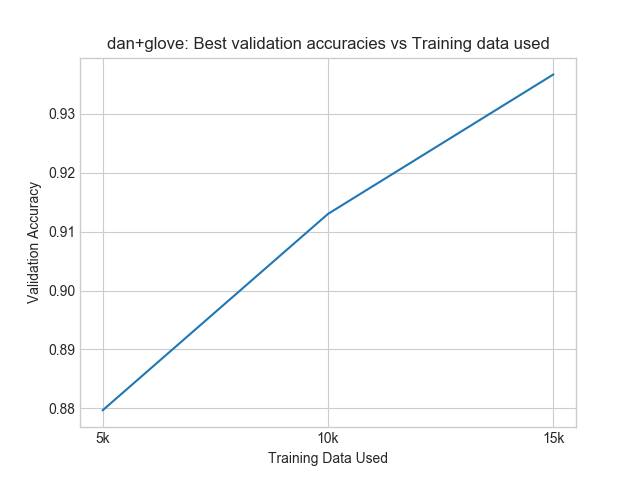 dan+glove: Best validation accuracies vs Training data used
Validation Accuracy
0.93
0.92
0.91
0.90
0.89
0.88
5k 10k 15k
Training Data Used